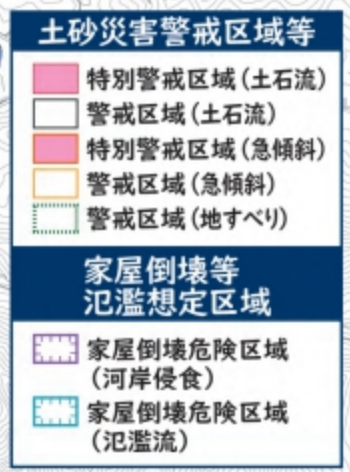 土砂災害警戒区域等
特別警戒区域(土石流)
警戒区域(土石流)
特別警戒区域(急傾斜)
警戒区域(急傾斜)
警戒区域(地すべり)
家屋倒壊等
氾濫想定区域
家屋倒壊危険区域
(河岸侵食)
家屋倒壊危険区域
(氾濫流)